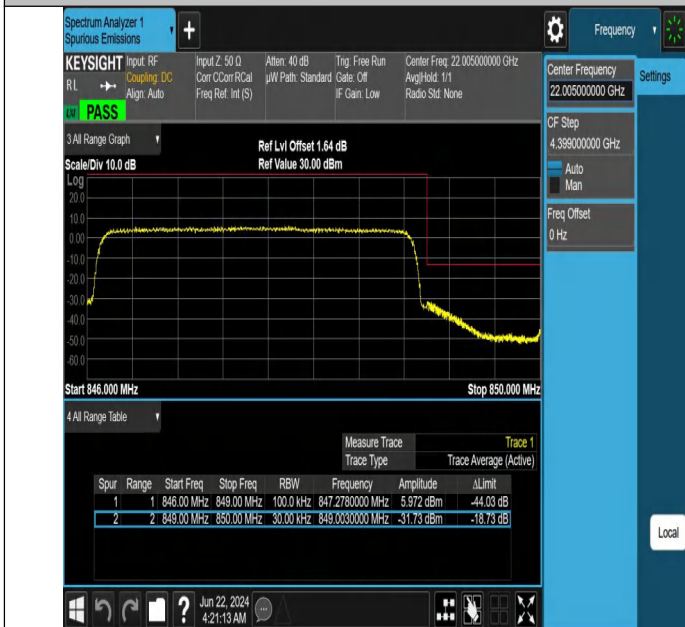 Spectrum Analyzer 1
Spurious Emissions
+
Frequency
KEYSIGHT Input: RF Input Z: 50 Ω Atten: 40 dB Trig: Free Run Center Freq: 22.005000000 GHz
RL Coupling: DC Corr CCorr RCal µW Path: Standard Gate: Off Avg|Hold: 1/1
Align: Auto Freq Ref: Int (S) IF Gain: Low Radio Std: None
PASS
Center Frequency
22.005000000 GHz
Settings
CF Step
4.399000000 GHz
Auto
Man
Freq Offset
0 Hz
3 All Range Graph
Ref Lvl Offset 1.64 dB
Scale/Div 10.0 dB Ref Value 30.00 dBm
Log
20.0
10.0
0.00
-10.0
-20.0
-30.0
-40.0
-50.0
-60.0
Start 846.000 MHz Stop 850.000 MHz
4 All Range Table
Measure Trace Trace 1
Trace Type Trace Average (Active)
Spur Range Start Freq Stop Freq RBW Frequency Amplitude ΔLimit
1 1 846.00 MHz 849.00 MHz 100.0 kHz 847.2780000 MHz 5.972 dBm -44.03 dB
2 2 849.00 MHz 850.00 MHz 30.00 kHz 849.0030000 MHz -31.73 dBm -18.73 dB
Local
? Jun 22, 2024
4:21:13 AM